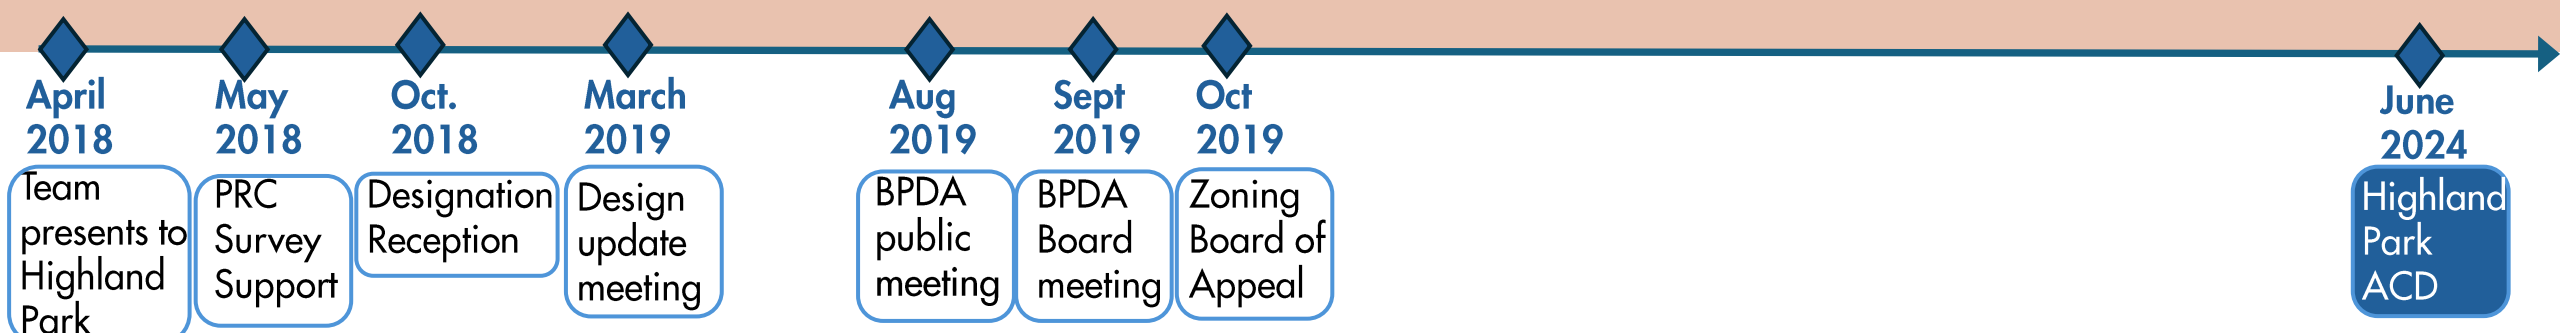 April
2018
Team
presents to
Highland
Park
May
2018
PRC
Survey
Support
Oct.
2018
Designation
Reception
March
2019
Design
update
meeting
Aug
2019
BPDA
public
meeting
Sept
2019
BPDA
Board
meeting
Oct
2019
Zoning
Board of
Appeal
June
2024
Highland
Park
ACD